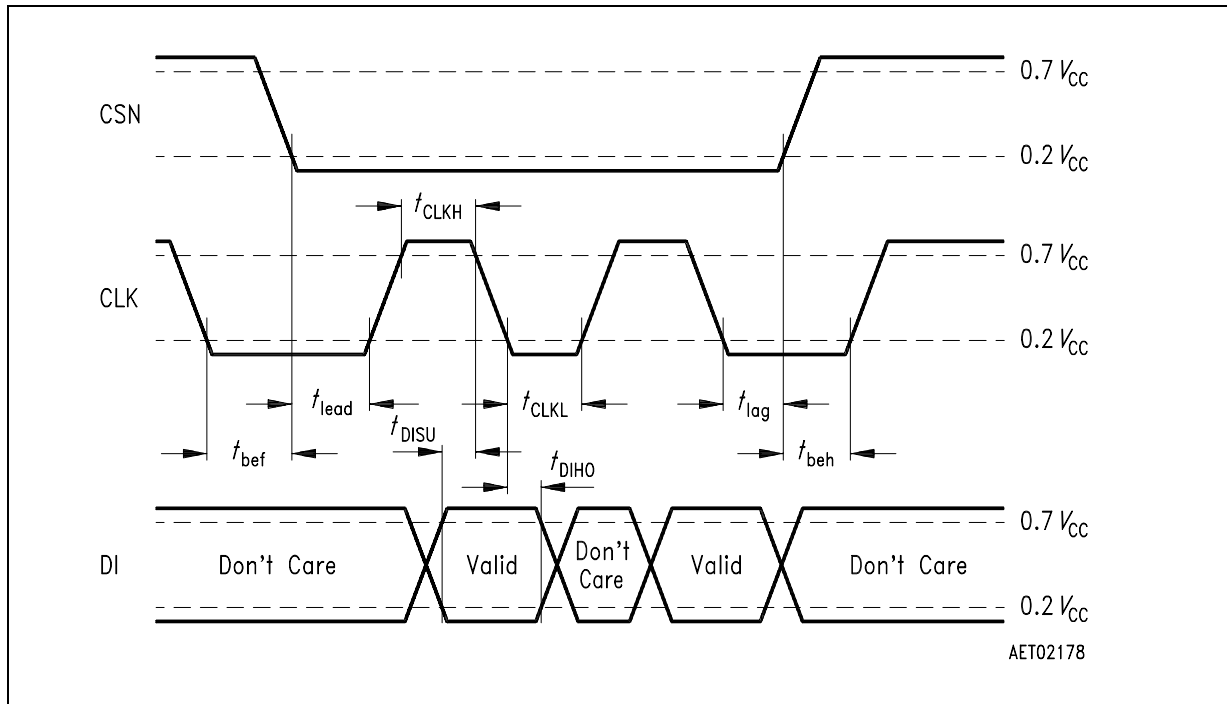 0.7 VCC
CSN
0.2 VCC
tCLKH
0.7 VCC
CLK
0.2 VCC
tlead
tCLKL
tlag
tDISU
tbef
tDIHO
tbeh
0.7 VCC
DI
Don't Care
Valid
Don't
Care
Valid
Don't Care
0.2 VCC
AET02178